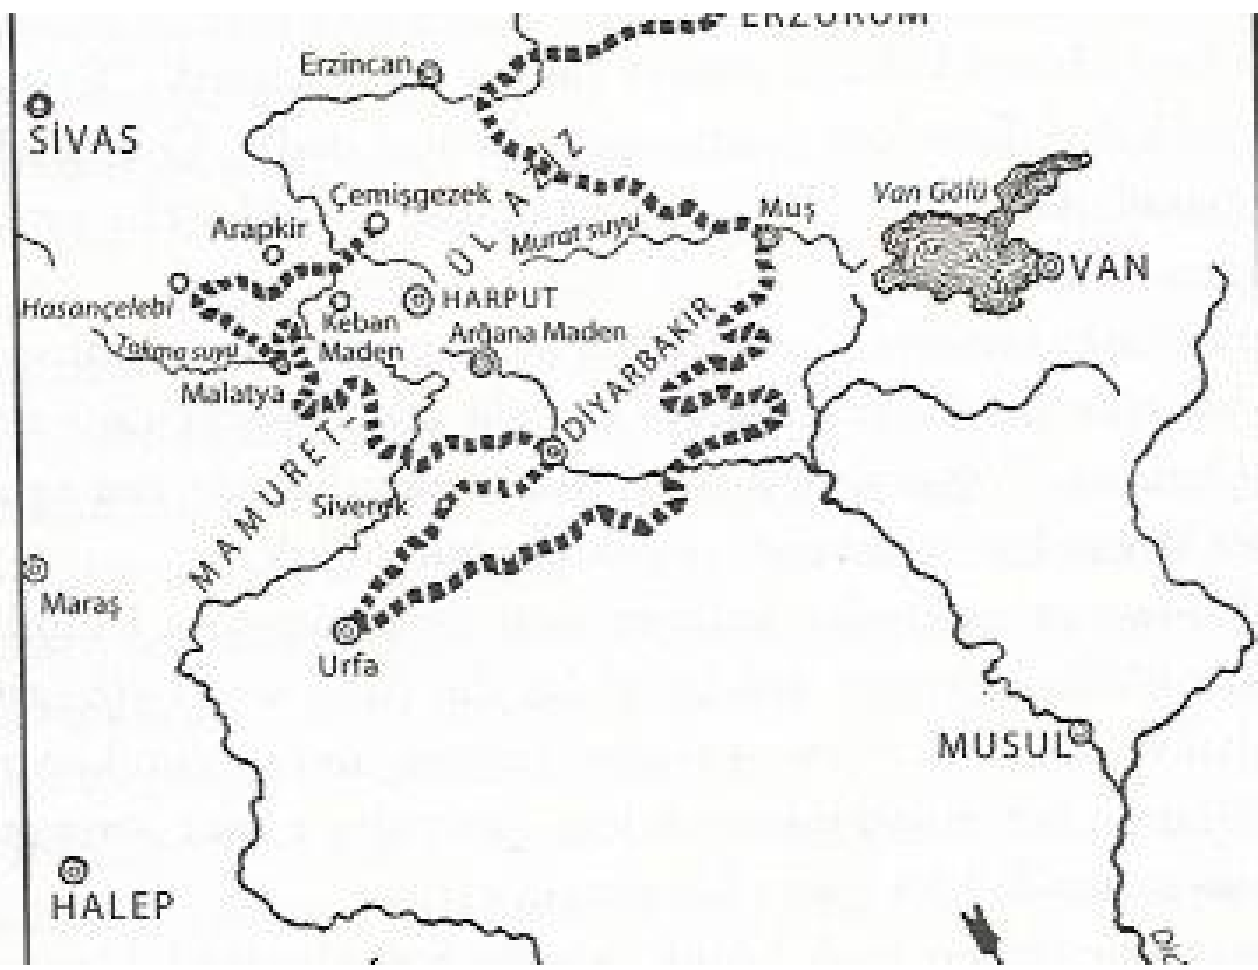 ERZURUM
Erzincan
SİVAS
Çemişgezek
Arapkir
Van Gölü
Muş
Murat suyu
ÜL AZİZ
VAN
Hasançelebi
HARPUT
Keban
Maden
Arğana Maden
Tohma suyu
Malatya
DİYARBAKIR
MAMURET-
Siverek
Maraş
Urfa
MUSUL
HALEP